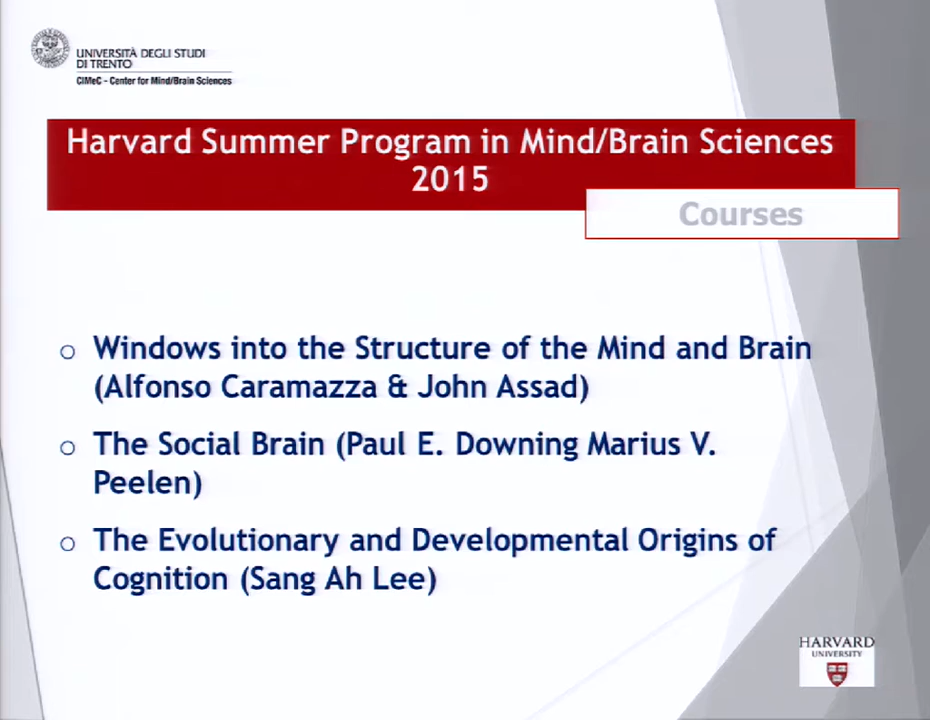 UNIVERSITÀ DEGLI STUDI
DI TRENTO
CIMeC - Center for Mind/Brain Sciences
Harvard Summer Program in Mind/Brain Sciences
2015
Courses
Windows into the Structure of the Mind and Brain
(Alfonso Caramazza & John Assad)
The Social Brain (Paul E. Downing Marius V.
Peelen)
The Evolutionary and Developmental Origins of
Cognition (Sang Ah Lee)
HARVARD
UNIVERSITY